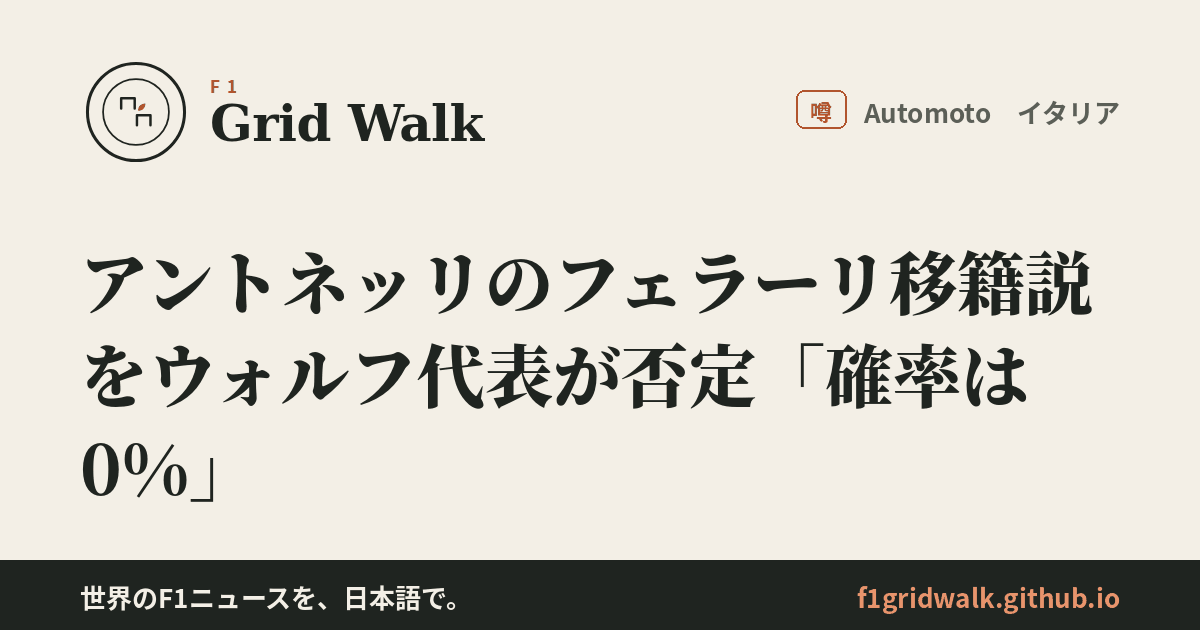 F1
Grid Walk
噂 Automoto イタリア
アントネッリのフェラーリ移籍説
をウォルフ代表が否定「確率は
0%」
世界のF1ニュースを、日本語で。
f1gridwalk.github.io